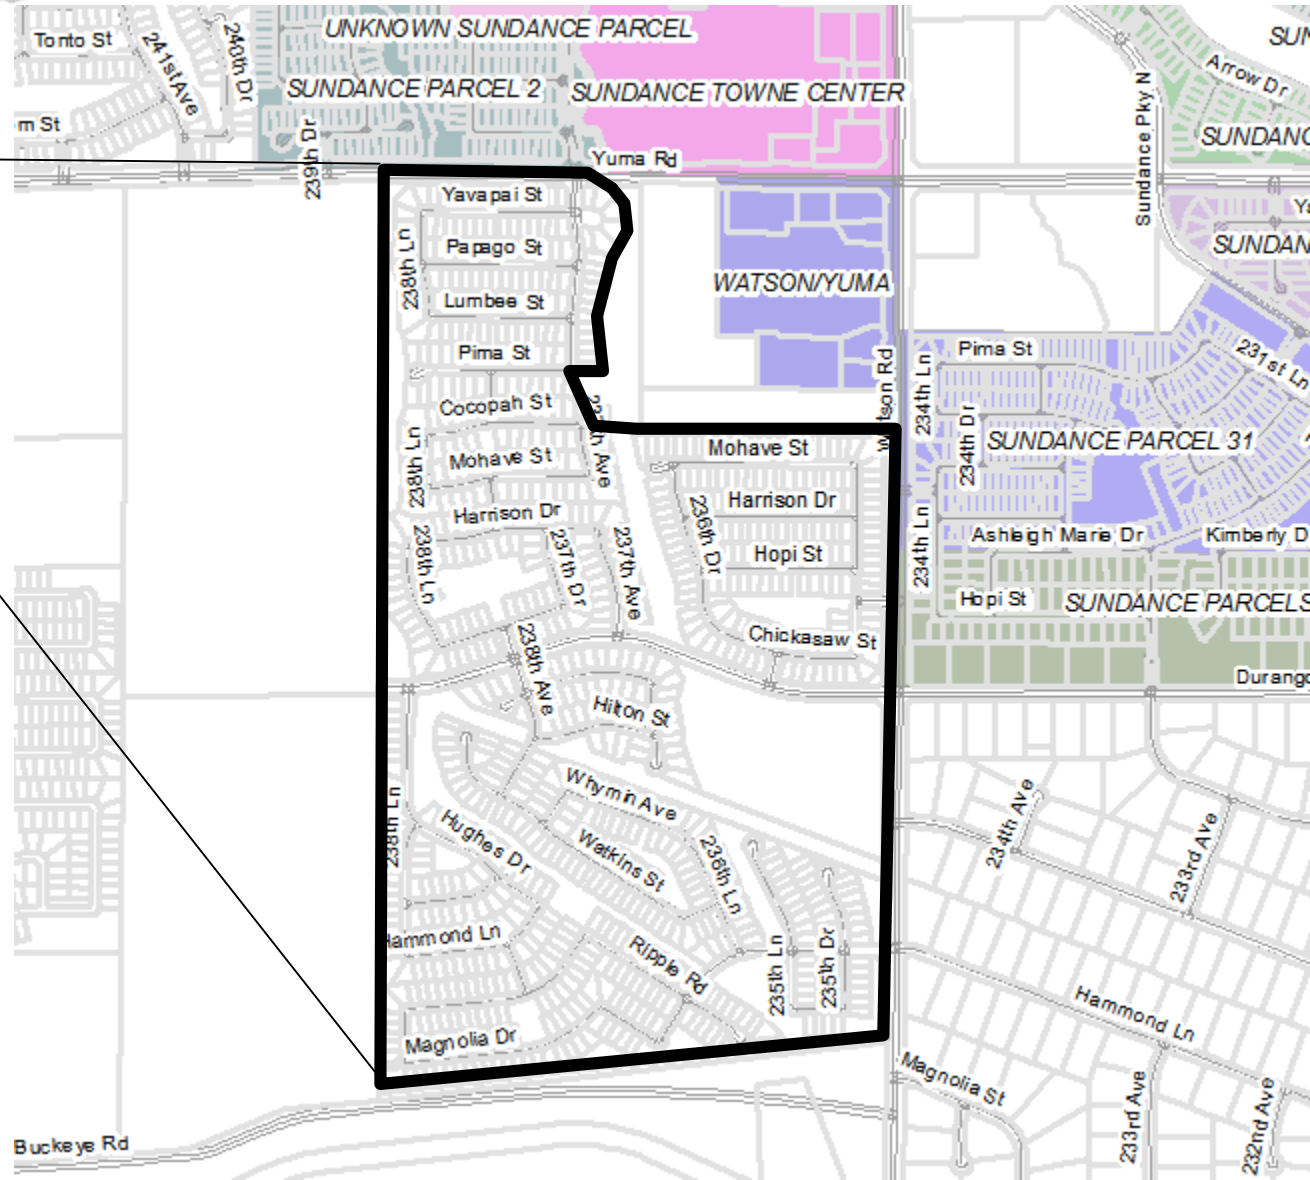 UNKNOWN SUNDANCE PARCEL
Tonto St
241st Ave
240th Dr
SUNDANCE PARCEL 2
SUNDANCE TOWNE CENTER
Arrow Dr
Sundance Pky N
239th Dr
Yuma Rd
Yavapai St
238th Ln
Papago St
WATSON/YUMA
Lumbee St
Pima St
Pima St
231st Ln
234th Ln
Cocopah St
234th Dr
SUNDANCE PARCEL 31
Mohave St
238th Ln
Mohave St
Harrison Dr
236th Dr
Harrison Dr
Ashleigh Marie Dr
Kimberly D
238th Ln
237th Dr
237th Ave
Hopi St
234th Ln
Hopi St
SUNDANCE PARCELS
Chickasaw St
238th Ave
Durango
Hilton St
Whymin Ave
238th Ln
Hughes Dr
Watkins St
236th Ln
234th Ave
233rd Ave
Hammond Ln
Ripple Rd
235th Ln
235th Dr
Hammond Ln
Magnolia Dr
Magnolia St
Buckeye Rd
233rd Ave
232nd Ave